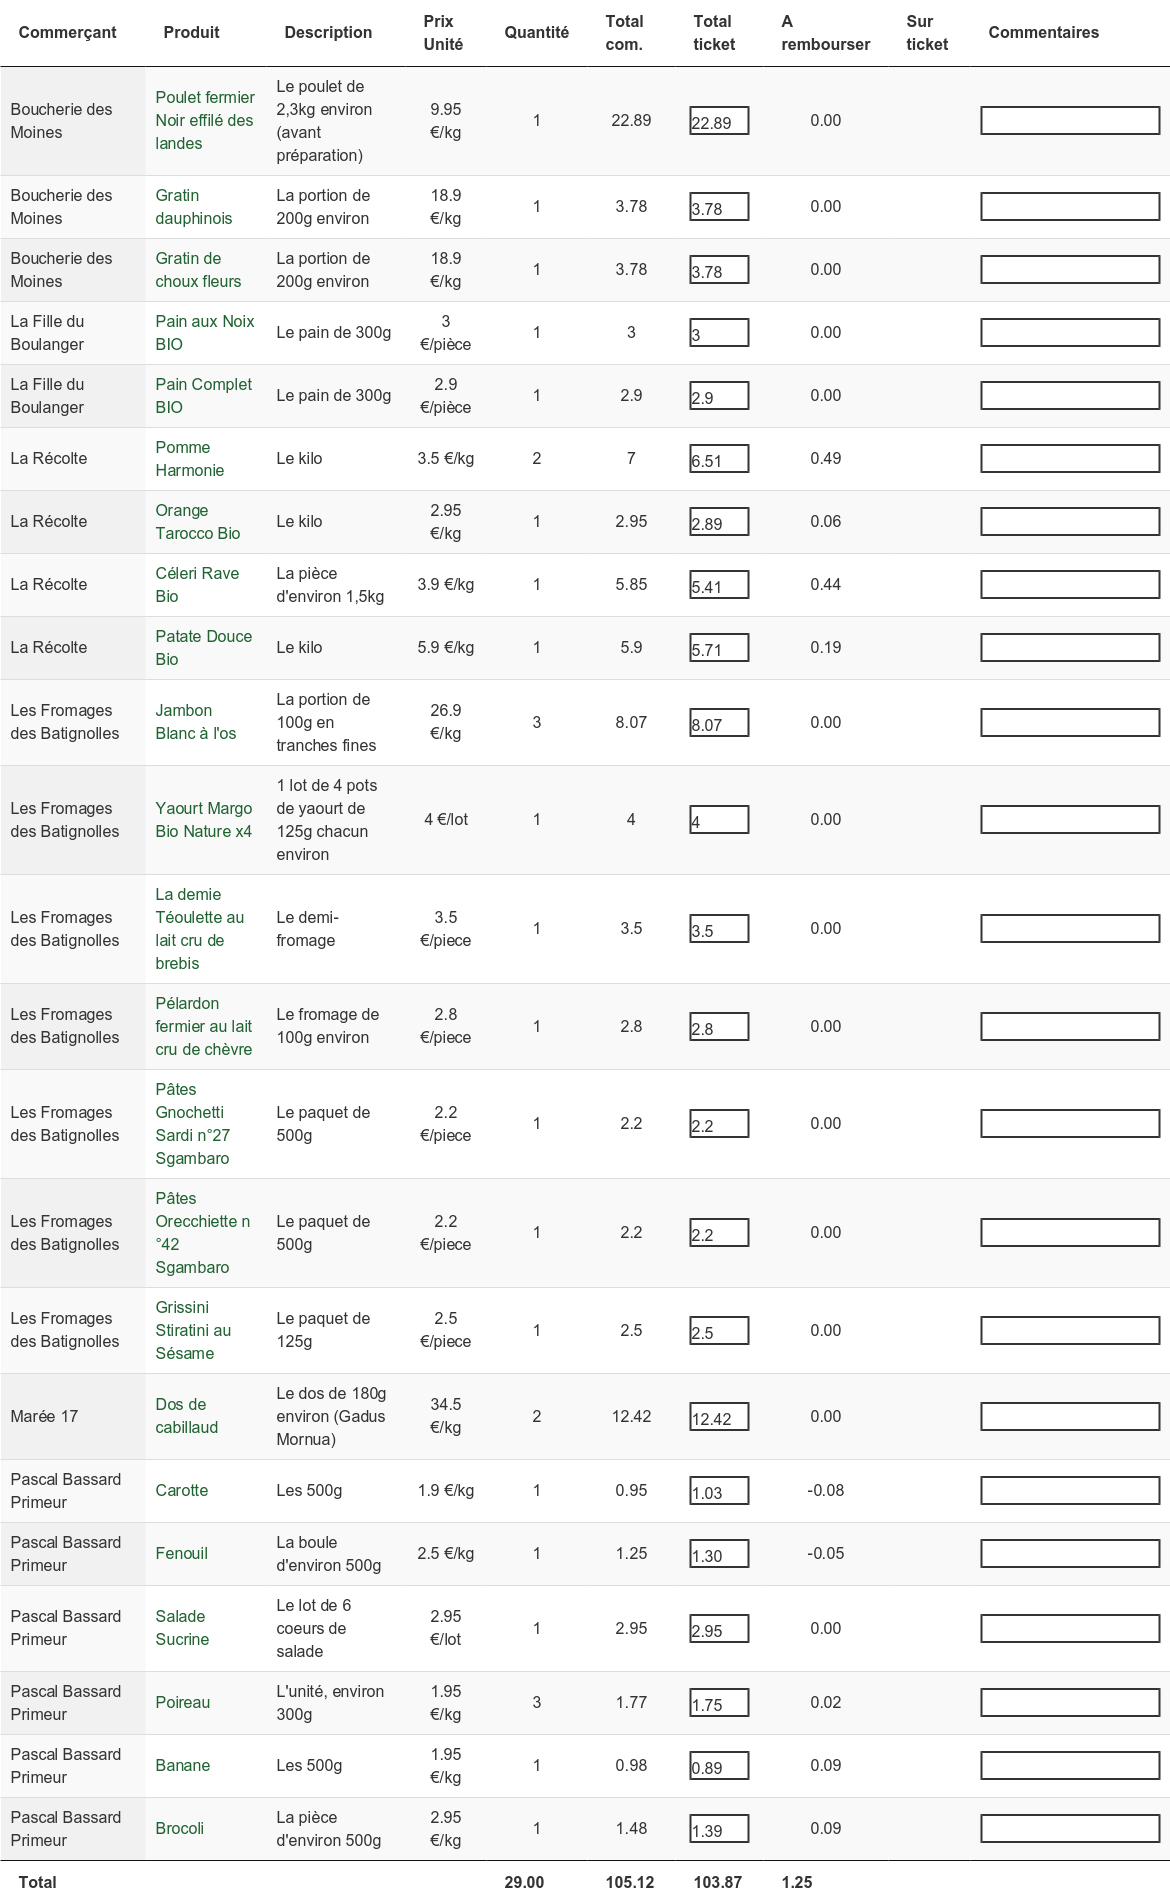 Commerçant Produit Description Prix Unité Quantité Total com. Total ticket A rembourser Sur ticket Commentaires
Boucherie des Moines Poulet fermier Noir effilé des landes Le poulet de 2,3kg environ (avant préparation) 9.95 €/kg 1 22.89 22.89 0.00
Boucherie des Moines Gratin dauphinois La portion de 200g environ 18.9 €/kg 1 3.78 3.78 0.00
Boucherie des Moines Gratin de choux fleurs La portion de 200g environ 18.9 €/kg 1 3.78 3.78 0.00
La Fille du Boulanger Pain aux Noix BIO Le pain de 300g 3 €/pièce 1 3 3 0.00
La Fille du Boulanger Pain Complet BIO Le pain de 300g 2.9 €/pièce 1 2.9 2.9 0.00
La Récolte Pomme Harmonie Le kilo 3.5 €/kg 2 7 6.51 0.49
La Récolte Orange Tarocco Bio Le kilo 2.95 €/kg 1 2.95 2.89 0.06
La Récolte Céleri Rave Bio La pièce d'environ 1,5kg 3.9 €/kg 1 5.85 5.41 0.44
La Récolte Patate Douce Bio Le kilo 5.9 €/kg 1 5.9 5.71 0.19
Les Fromages des Batignolles Jambon Blanc à l'os La portion de 100g en tranches fines 26.9 €/kg 3 8.07 8.07 0.00
Les Fromages des Batignolles Yaourt Margo Bio Nature x4 1 lot de 4 pots de yaourt de 125g chacun environ 4 €/lot 1 4 4 0.00
Les Fromages des Batignolles La demie Téoulette au lait cru de brebis Le demi-fromage 3.5 €/piece 1 3.5 3.5 0.00
Les Fromages des Batignolles Pélardon fermier au lait cru de chèvre Le fromage de 100g environ 2.8 €/piece 1 2.8 2.8 0.00
Les Fromages des Batignolles Pâtes Gnochetti Sardi n°27 Sgambaro Le paquet de 500g 2.2 €/piece 1 2.2 2.2 0.00
Les Fromages des Batignolles Pâtes Orecchiette n °42 Sgambaro Le paquet de 500g 2.2 €/piece 1 2.2 2.2 0.00
Les Fromages des Batignolles Grissini Stiratini au Sésame Le paquet de 125g 2.5 €/piece 1 2.5 2.5 0.00
Marée 17 Dos de cabillaud Le dos de 180g environ (Gadus Mornua) 34.5 €/kg 2 12.42 12.42 0.00
Pascal Bassard Primeur Carotte Les 500g 1.9 €/kg 1 0.95 1.03 -0.08
Pascal Bassard Primeur Fenouil La boule d'environ 500g 2.5 €/kg 1 1.25 1.30 -0.05
Pascal Bassard Primeur Salade Sucrine Le lot de 6 coeurs de salade 2.95 €/lot 1 2.95 2.95 0.00
Pascal Bassard Primeur Poireau L'unité, environ 300g 1.95 €/kg 3 1.77 1.75 0.02
Pascal Bassard Primeur Banane Les 500g 1.95 €/kg 1 0.98 0.89 0.09
Pascal Bassard Primeur Brocoli La pièce d'environ 500g 2.95 €/kg 1 1.48 1.39 0.09
Total 29.00 105.12 103.87 1.25